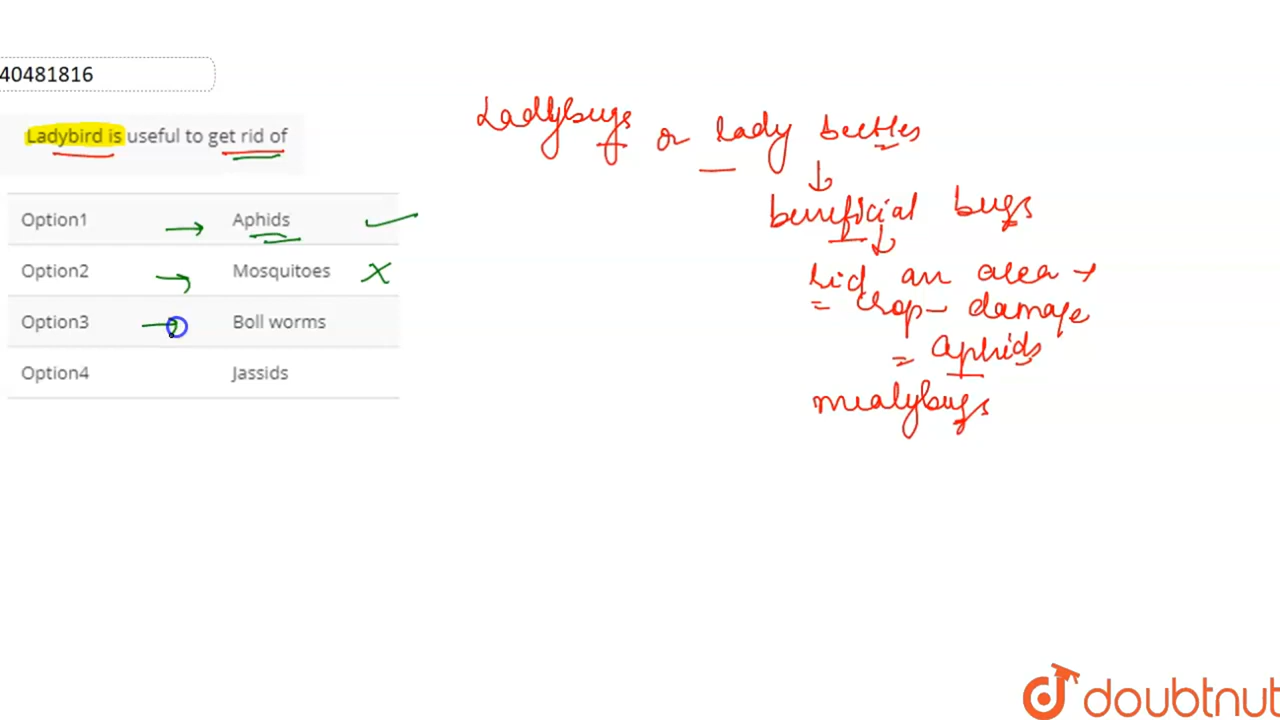 40481816
Ladybird is useful to get rid of
Option1 → Aphids ✓
Option2 → Mosquitoes X
Option3 → Boll worms
Option4 Jassids
Ladybugs or lady beetles
↓
beneficial bugs
↓
rid an area →
= crop - damage
= aphids
mealybugs
doubtnut